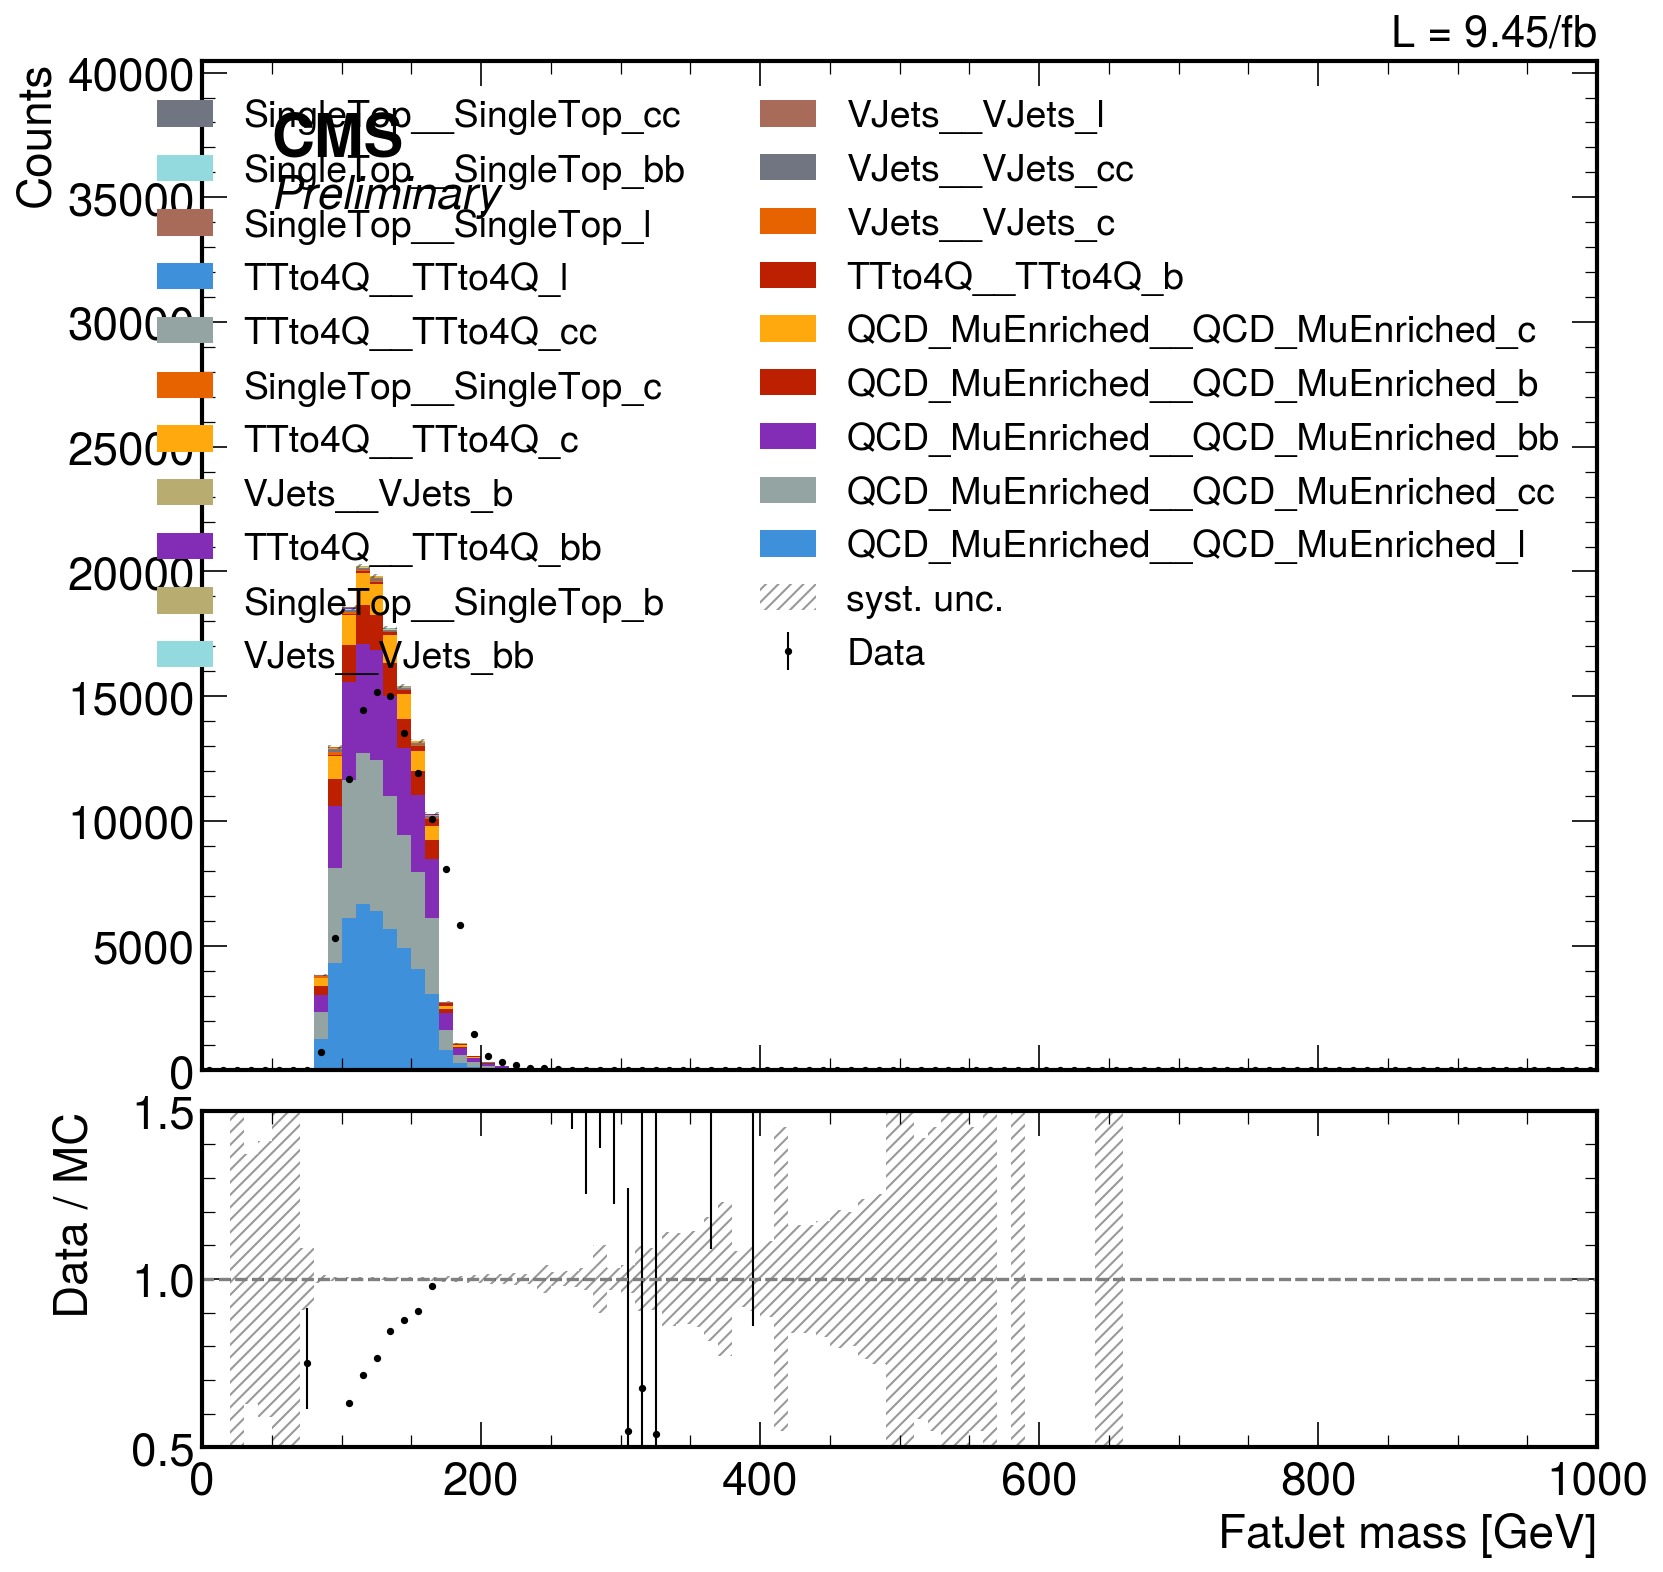 L = 9.45/fb
Counts
40000
35000
30000
25000
20000
15000
10000
5000
0
CMS
Preliminary
SingleTop__SingleTop_cc
SingleTop__SingleTop_bb
SingleTop__SingleTop_l
TTto4Q__TTto4Q_l
TTto4Q__TTto4Q_cc
SingleTop__SingleTop_c
TTto4Q__TTto4Q_c
VJets__VJets_b
TTto4Q__TTto4Q_bb
SingleTop__SingleTop_b
VJets__VJets_bb
VJets__VJets_l
VJets__VJets_cc
VJets__VJets_c
TTto4Q__TTto4Q_b
QCD_MuEnriched__QCD_MuEnriched_c
QCD_MuEnriched__QCD_MuEnriched_b
QCD_MuEnriched__QCD_MuEnriched_bb
QCD_MuEnriched__QCD_MuEnriched_cc
QCD_MuEnriched__QCD_MuEnriched_l
syst. unc.
Data
Data / MC
1.5
1.0
0.5
0 200 400 600 800 1000
FatJet mass [GeV]